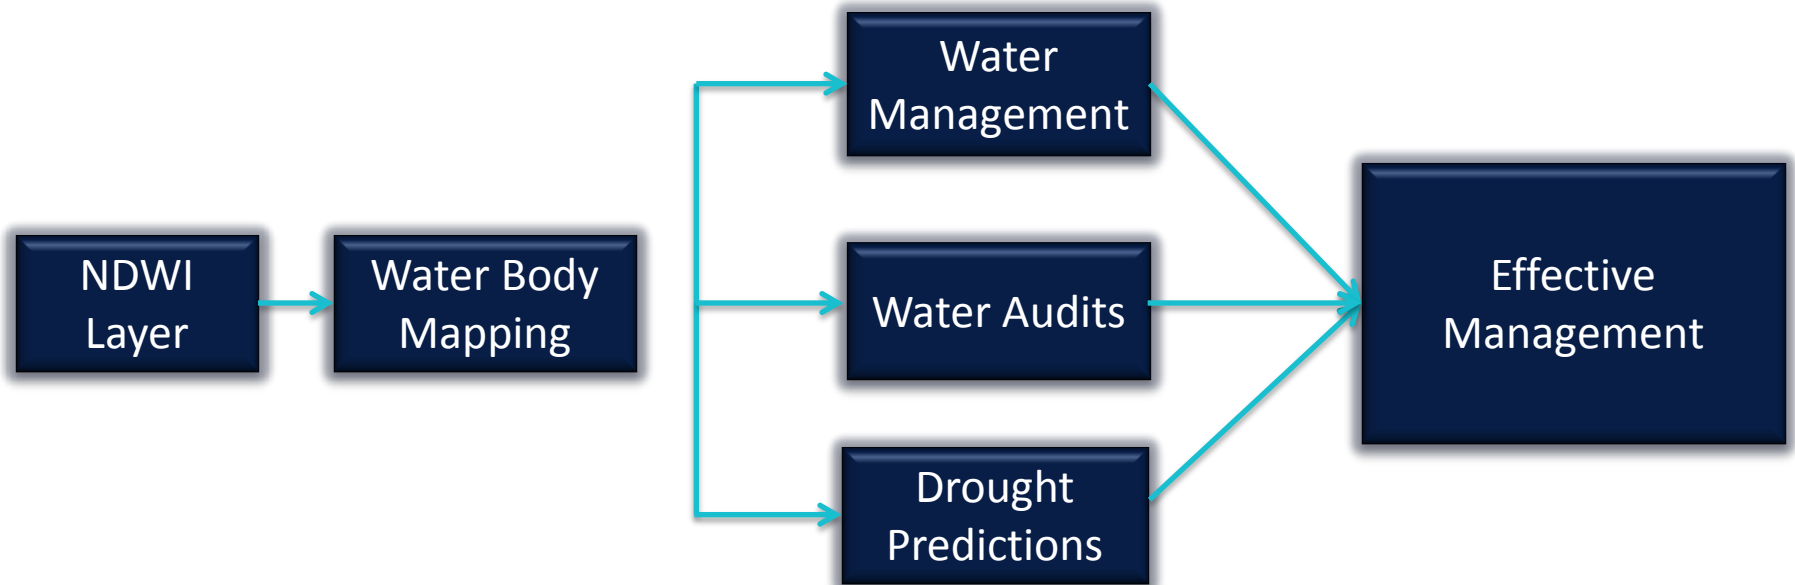 NDWI
Layer
Water Body
Mapping
Water
Management
Water Audits
Drought
Predictions
Effective
Management